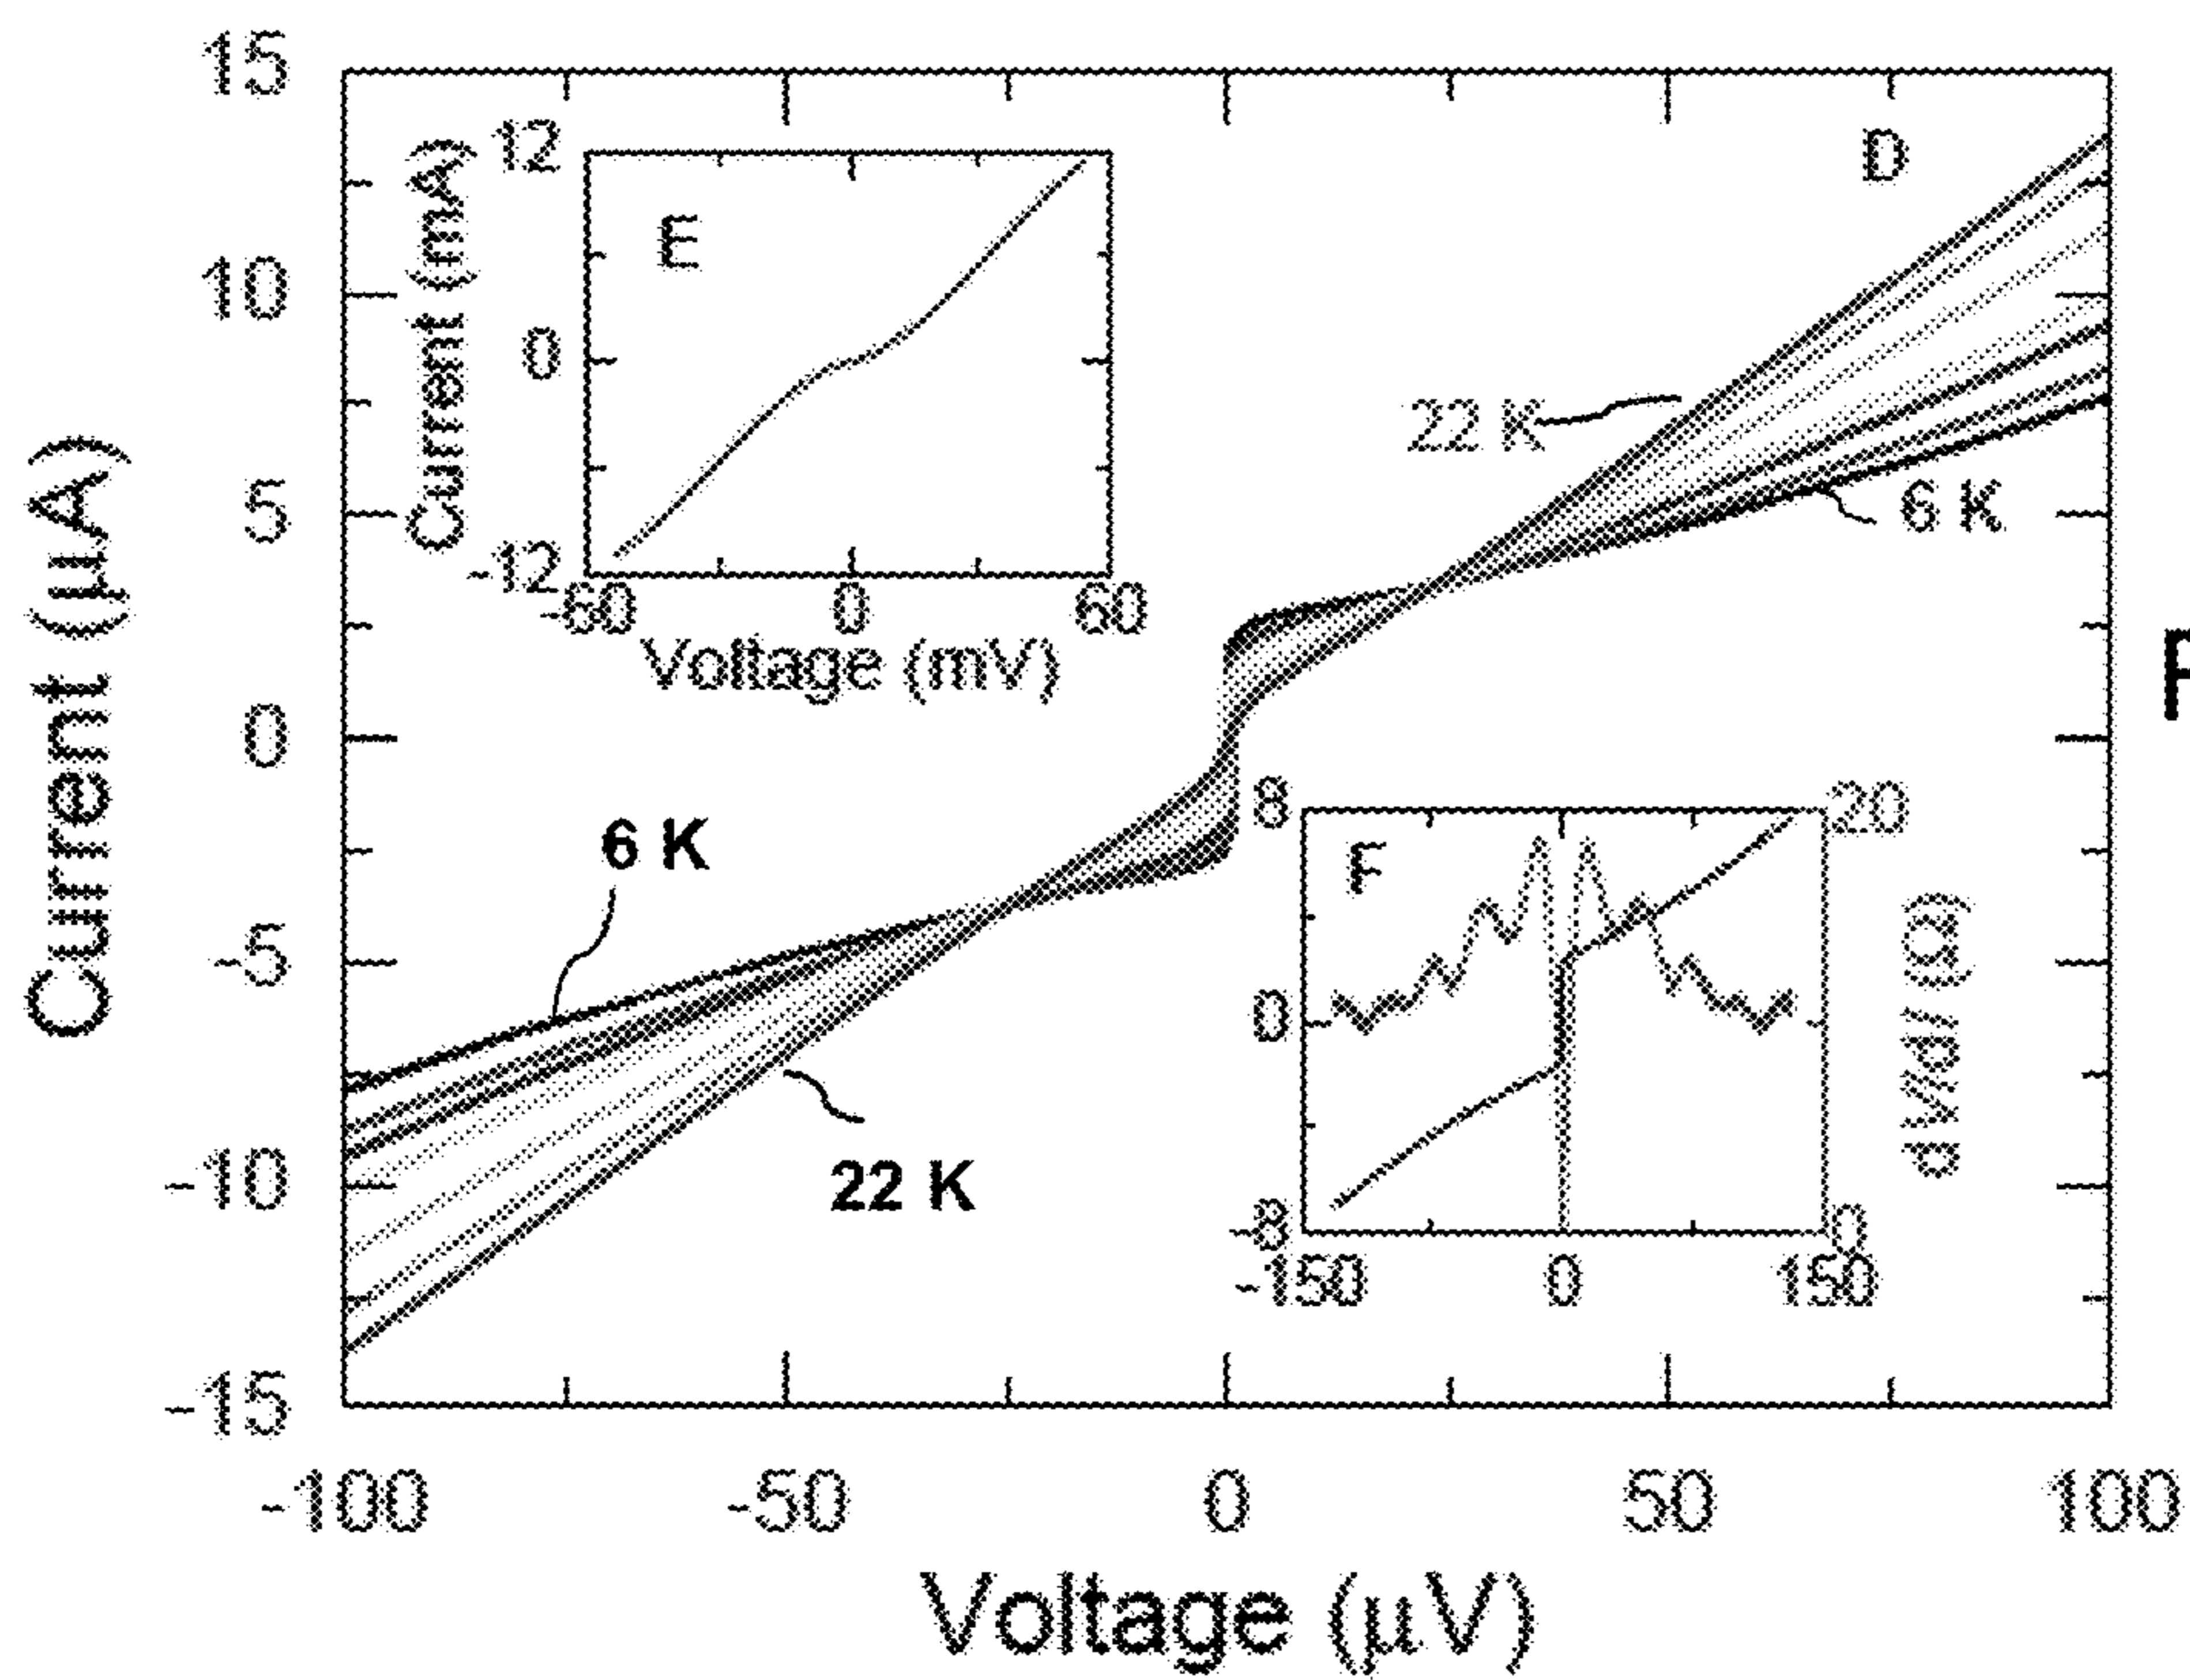 15
10
5
0
-5
-10
-15
Current (µA)
-100
-50
0
50
100
Voltage (µV)
D
22 K
6 K
6 K
22 K
E
12
0
-12
Current (mA)
-60
0
60
Voltage (mV)
F
8
0
-8
20
0
dV/dI (Ω)
-150
0
150